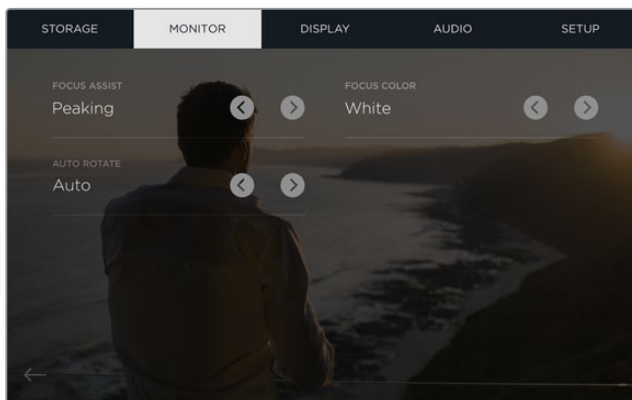 STORAGE MONITOR DISPLAY AUDIO SETUP
FOCUS ASSIST FOCUS COLOR
Peaking White
AUTO ROTATE
Auto